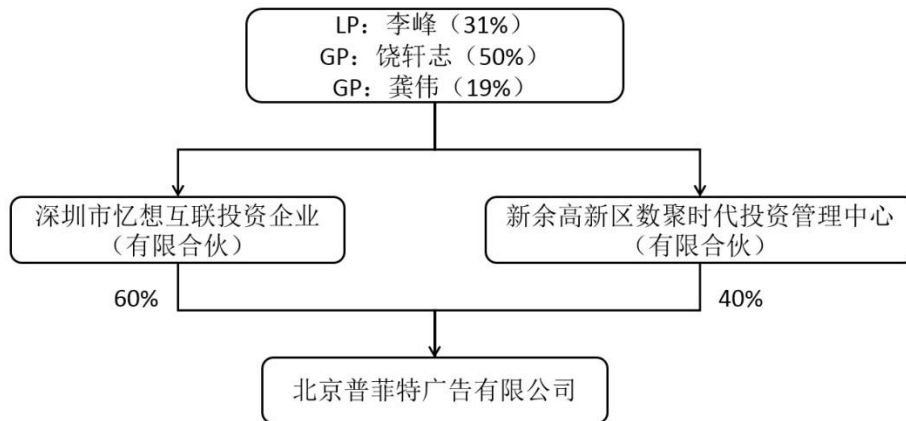 LP：李峰（31%）
GP：饶轩志（50%）
GP：龚伟（19%）
深圳市忆想互联投资企业
（有限合伙）
新余高新区数聚时代投资管理中心
（有限合伙）
60%
40%
北京普菲特广告有限公司